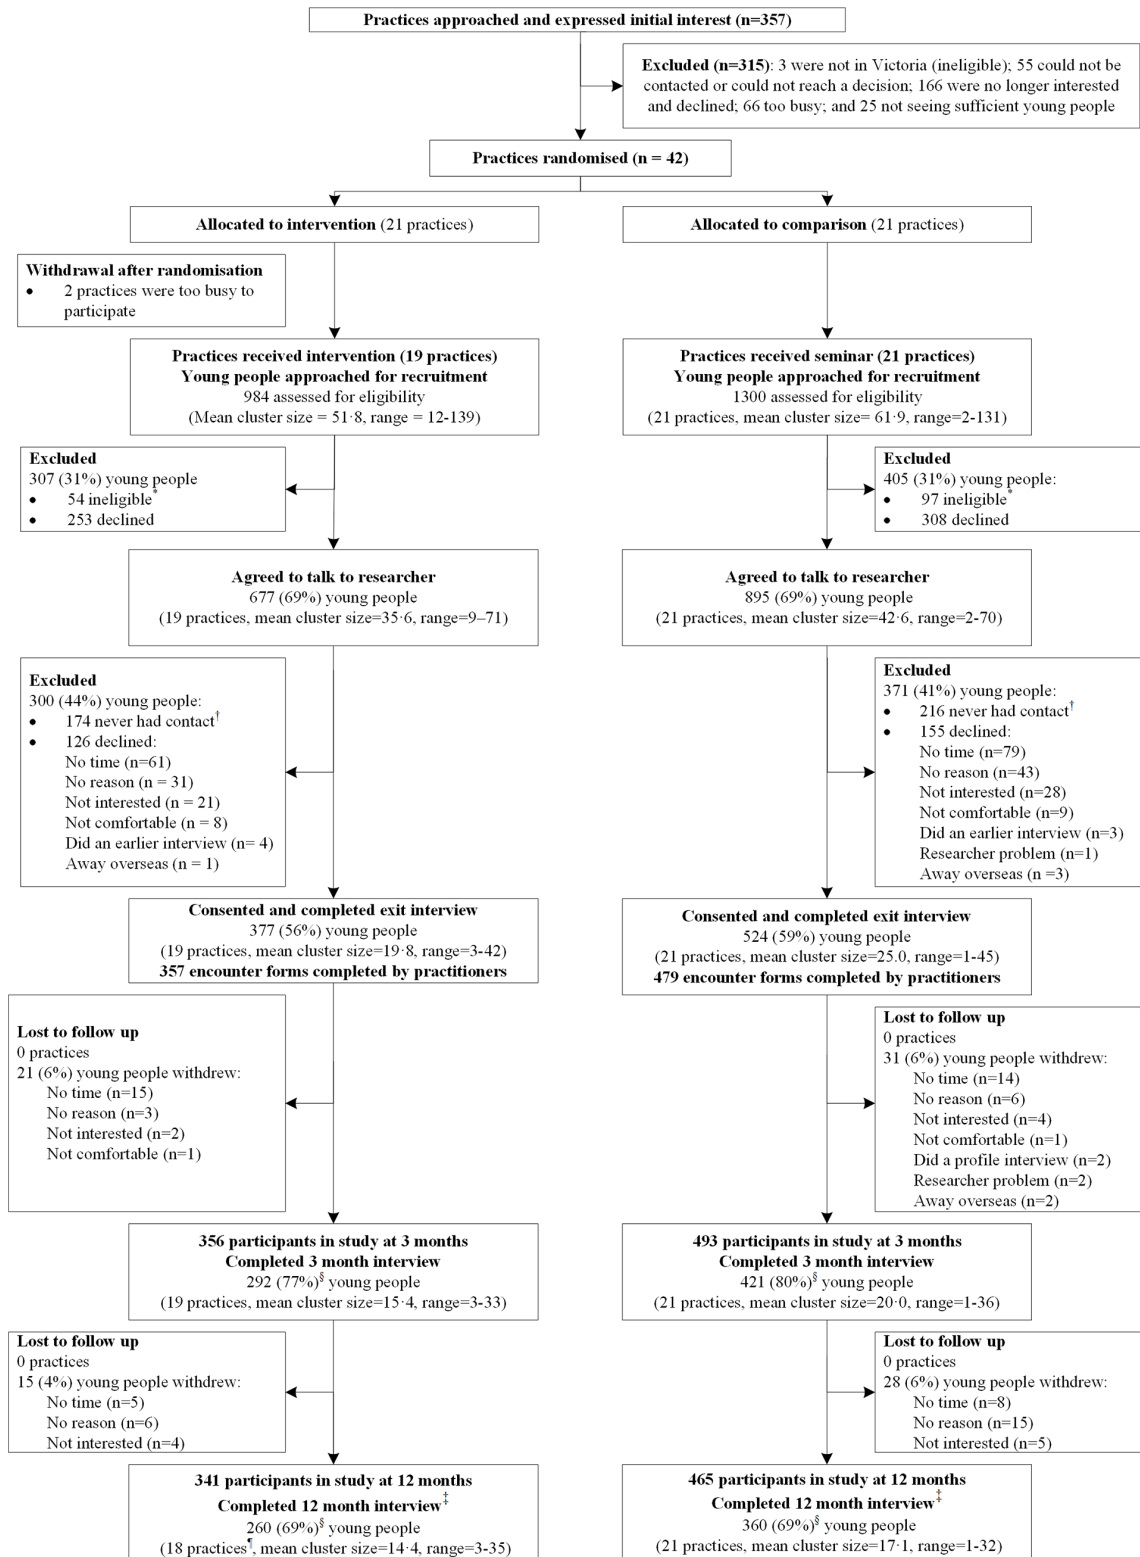 Practices approached and expressed initial interest (n=357)
Excluded (n=315): 3 were not in Victoria (ineligible); 55 could not be
contacted or could not reach a decision; 166 were no longer interested
and declined; 66 too busy; and 25 not seeing sufficient young people
Practices randomised (n = 42)
Allocated to intervention (21 practices)
Allocated to comparison (21 practices)
Withdrawal after randomisation
• 2 practices were too busy to
participate
Practices received intervention (19 practices)
Young people approached for recruitment
984 assessed for eligibility
(Mean cluster size = 51·8, range = 12-139)
Practices received seminar (21 practices)
Young people approached for recruitment
1300 assessed for eligibility
(21 practices, mean cluster size= 61·9, range=2-131)
Excluded
307 (31%) young people
• 54 ineligible*
• 253 declined
Excluded
405 (31%) young people:
• 97 ineligible*
• 308 declined
Agreed to talk to researcher
677 (69%) young people
(19 practices, mean cluster size=35·6, range=9–71)
Agreed to talk to researcher
895 (69%) young people
(21 practices, mean cluster size=42·6, range=2-70)
Excluded
300 (44%) young people:
• 174 never had contact†
• 126 declined:
No time (n=61)
No reason (n = 31)
Not interested (n = 21)
Not comfortable (n = 8)
Did an earlier interview (n= 4)
Away overseas (n = 1)
Excluded
371 (41%) young people:
• 216 never had contact†
• 155 declined:
No time (n=79)
No reason (n=43)
Not interested (n=28)
Not comfortable (n=9)
Did an earlier interview (n=3)
Researcher problem (n=1)
Away overseas (n =3)
Consented and completed exit interview
377 (56%) young people
(19 practices, mean cluster size=19·8, range=3-42)
357 encounter forms completed by practitioners
Consented and completed exit interview
524 (59%) young people
(21 practices, mean cluster size=25.0, range=1-45)
479 encounter forms completed by practitioners
Lost to follow up
0 practices
21 (6%) young people withdrew:
No time (n=15)
No reason (n=3)
Not interested (n=2)
Not comfortable (n=1)
Lost to follow up
0 practices
31 (6%) young people withdrew:
No time (n=14)
No reason (n=6)
Not interested (n=4)
Not comfortable (n=1)
Did a profile interview (n=2)
Researcher problem (n=2)
Away overseas (n=2)
356 participants in study at 3 months
Completed 3 month interview
292 (77%)§ young people
(19 practices, mean cluster size=15·4, range=3-33)
493 participants in study at 3 months
Completed 3 month interview
421 (80%)§ young people
(21 practices, mean cluster size=20·0, range=1-36)
Lost to follow up
0 practices
15 (4%) young people withdrew:
No time (n=5)
No reason (n=6)
Not interested (n=4)
Lost to follow up
0 practices
28 (6%) young people withdrew:
No time (n=8)
No reason (n=15)
Not interested (n=5)
341 participants in study at 12 months
Completed 12 month interview‡
260 (69%)§ young people
(18 practices¶, mean cluster size=14·4, range=3-35)
465 participants in study at 12 months
Completed 12 month interview‡
360 (69%)§ young people
(21 practices, mean cluster size=17·1, range=1-32)